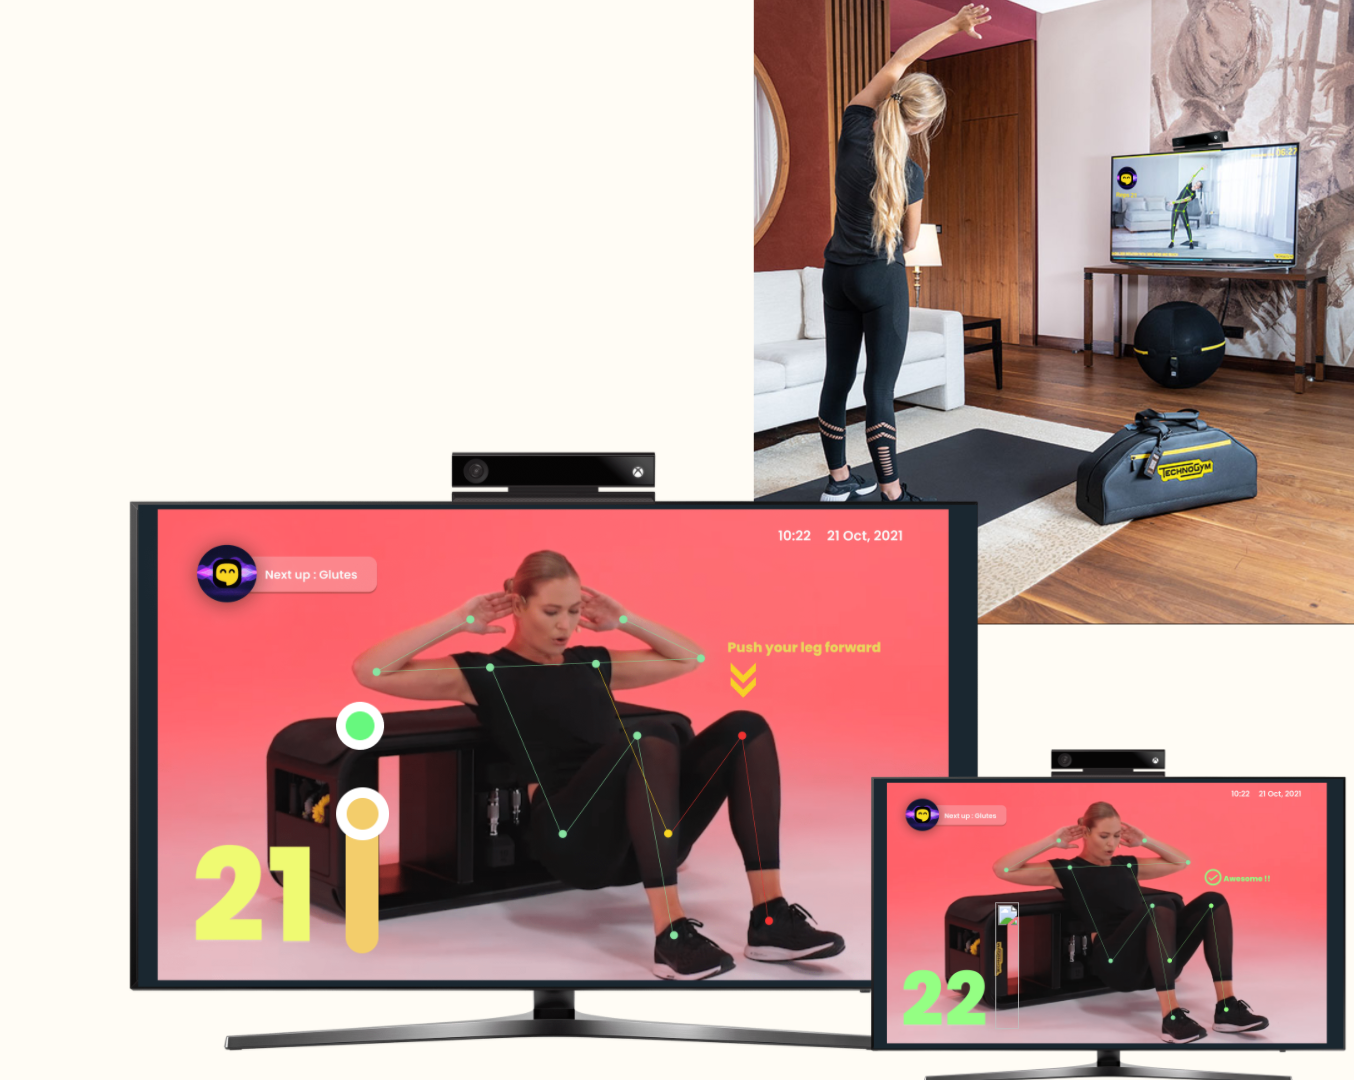 TECHNOGYM
10:22 21 Oct, 2021
Next up : Glutes
Push your leg forward
21
10:22 21 Oct, 2021
Next up : Glutes
Awesome !!
22